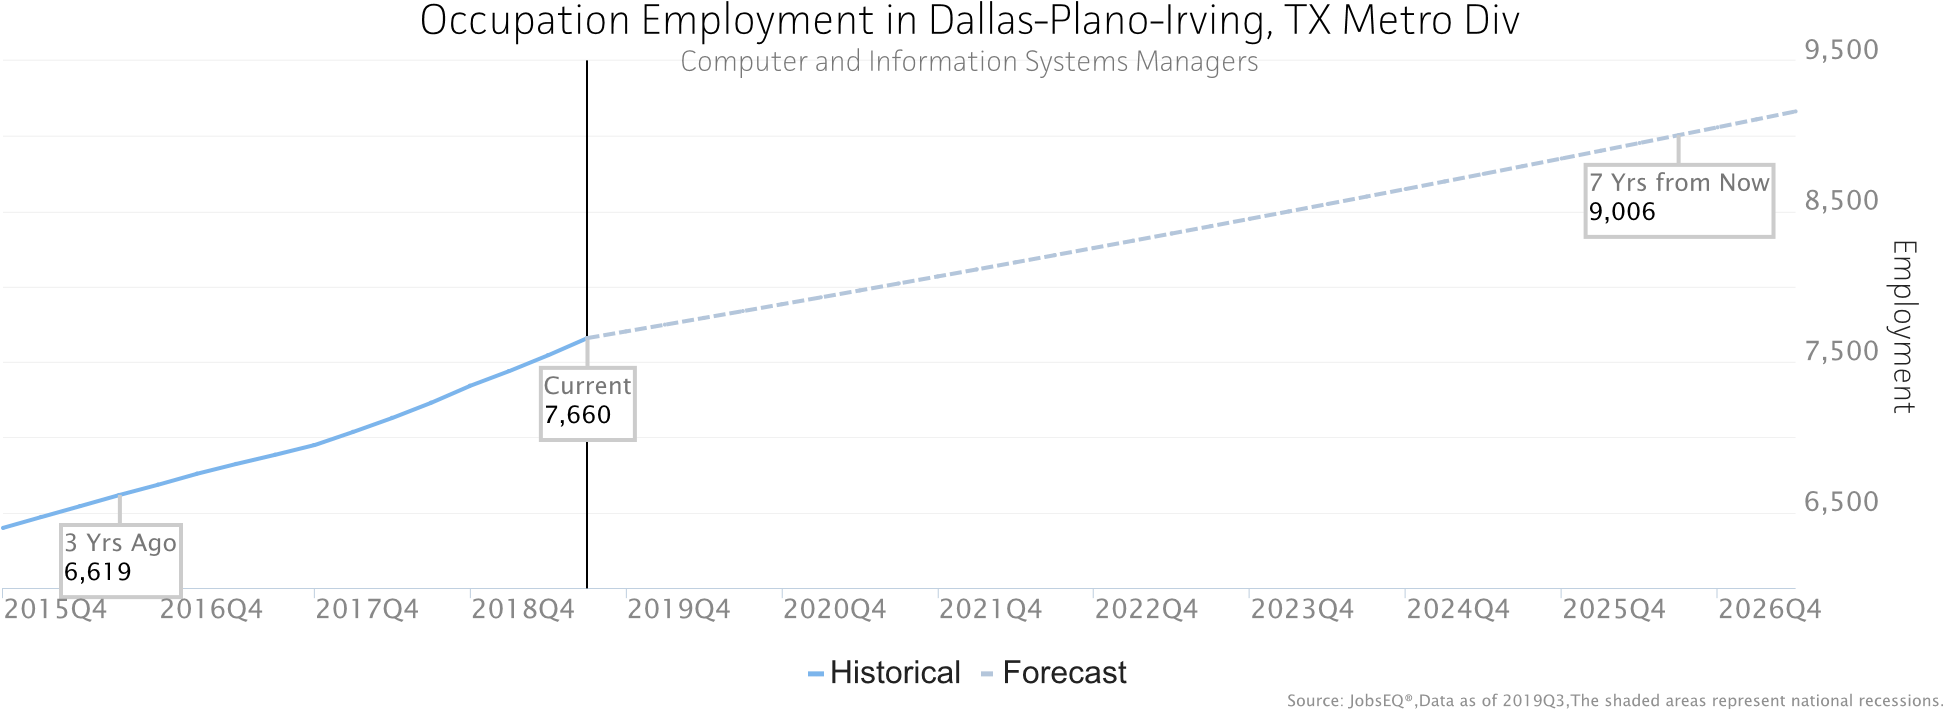 Occupation Employment in Dallas-Plano-Irving, TX Metro Div
Computer and Information Systems Managers
9,500
8,500
7,500
6,500
Employment
7 Yrs from Now
9,006
Current
7,660
3 Yrs Ago
6,619
2015Q4 2016Q4 2017Q4 2018Q4 2019Q4 2020Q4 2021Q4 2022Q4 2023Q4 2024Q4 2025Q4 2026Q4
Historical Forecast
Source: JobsEQ®,Data as of 2019Q3,The shaded areas represent national recessions.